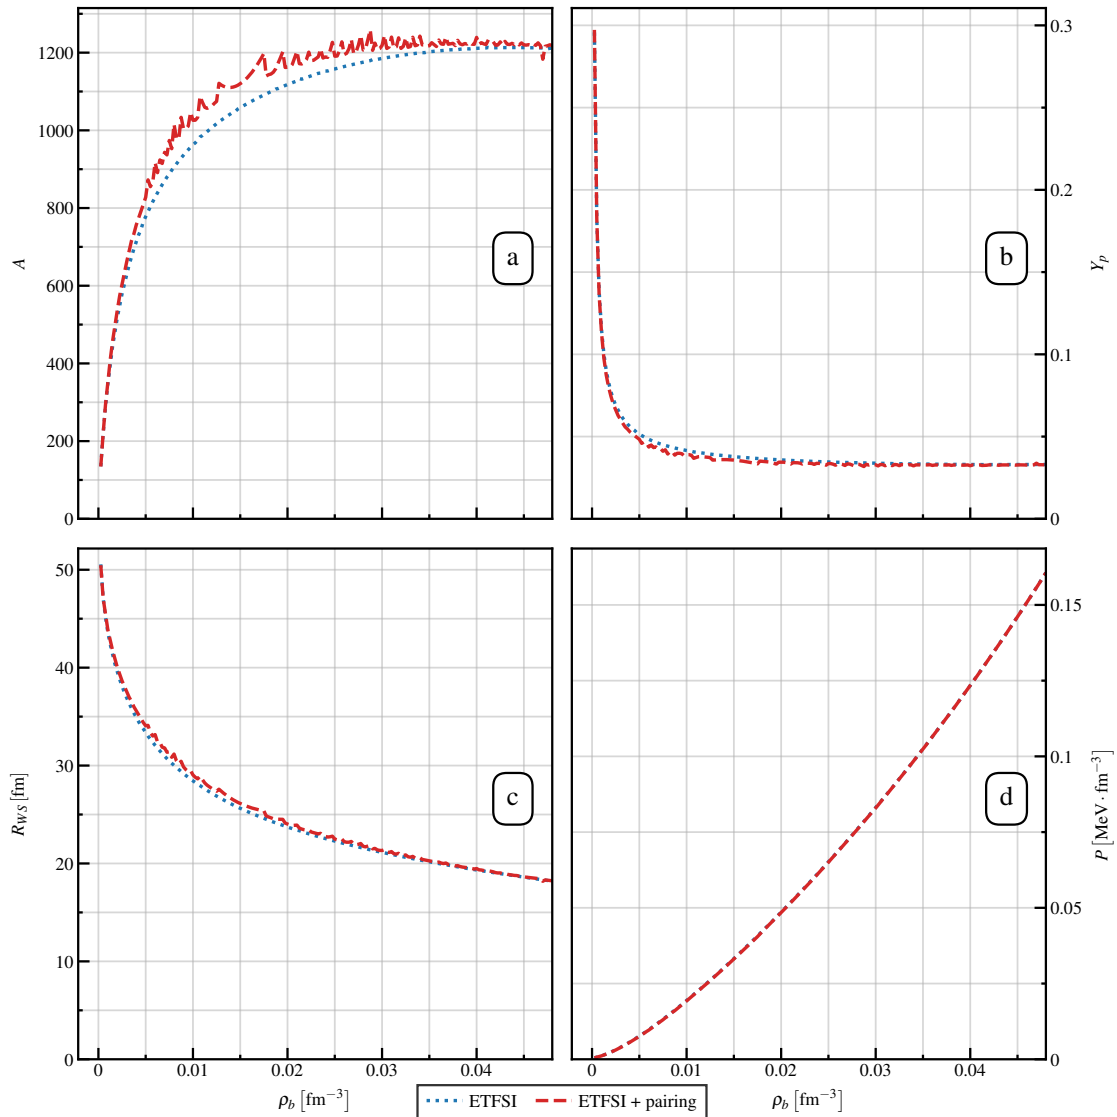 1200
1000
800
600
400
200
0
A
a
0.3
0.2
0.1
0
Y_p
b
50
40
30
20
10
0
R_{WS} [fm]
c
0.15
0.1
0.05
0
P [MeV · fm⁻³]
d
0 0.01 0.02 0.03 0.04
0 0.01 0.02 0.03 0.04
ρ_b [fm⁻³]
ETFSI ETFSI + pairing
ρ_b [fm⁻³]